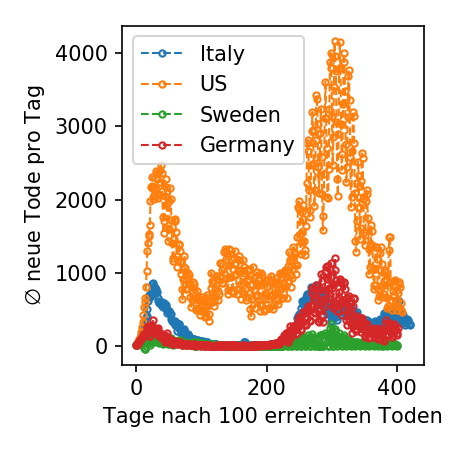 Italy
US
Sweden
Germany
4000
3000
2000
1000
0
∅ neue Tode pro Tag
0 200 400
Tage nach 100 erreichten Toden